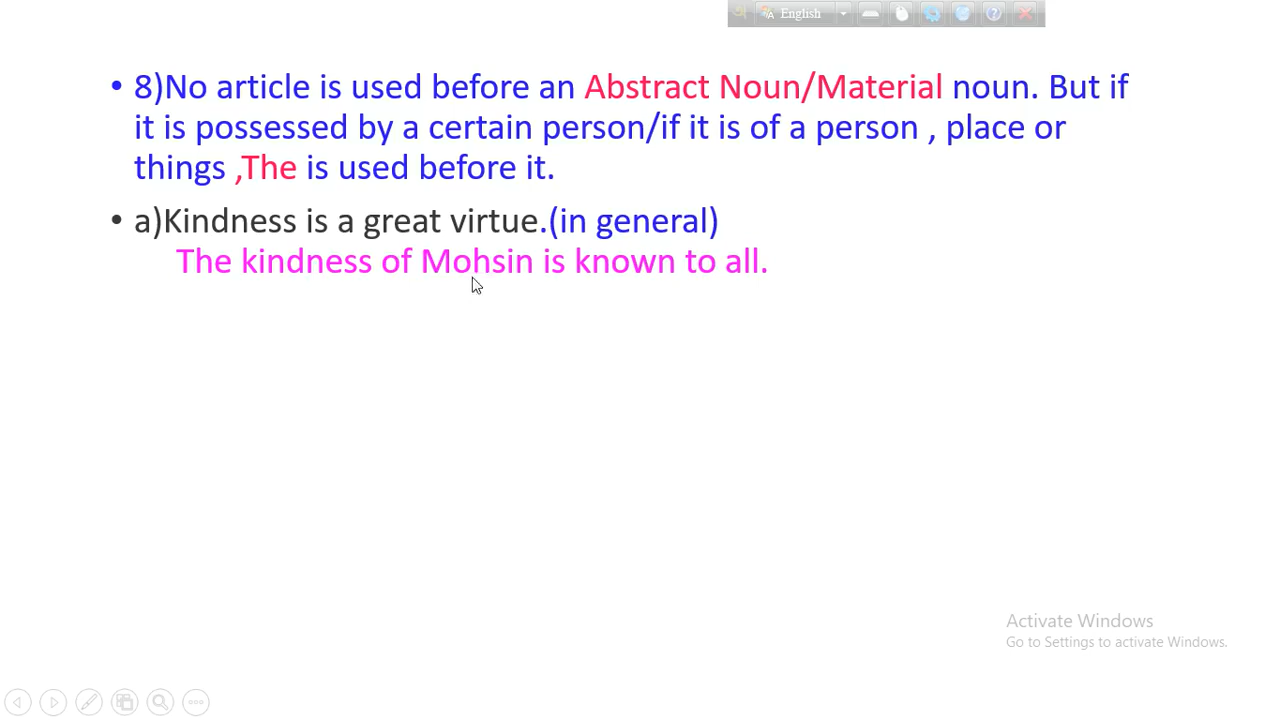 English
• 8)No article is used before an Abstract Noun/Material noun. But if
it is possessed by a certain person/if it is of a person , place or
things ,The is used before it.
• a)Kindness is a great virtue.(in general)
The kindness of Mohsin is known to all.
Activate Windows
Go to Settings to activate Windows.